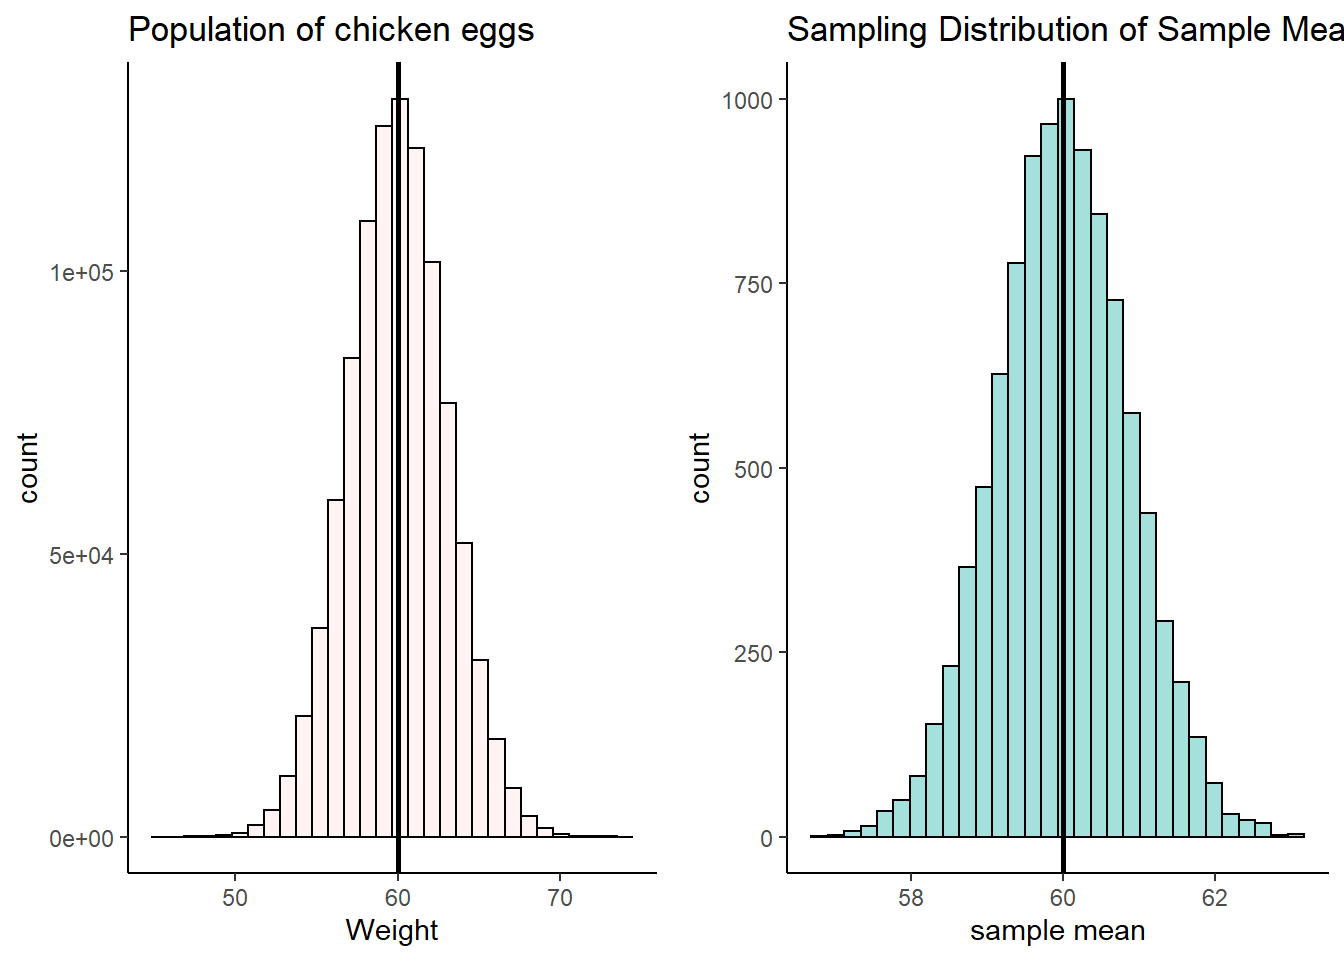 Population of chicken eggs
count
1e+05
5e+04
0e+00
50 60 70
Weight
Sampling Distribution of Sample Mea
count
1000
750
500
250
0
58 60 62
sample mean